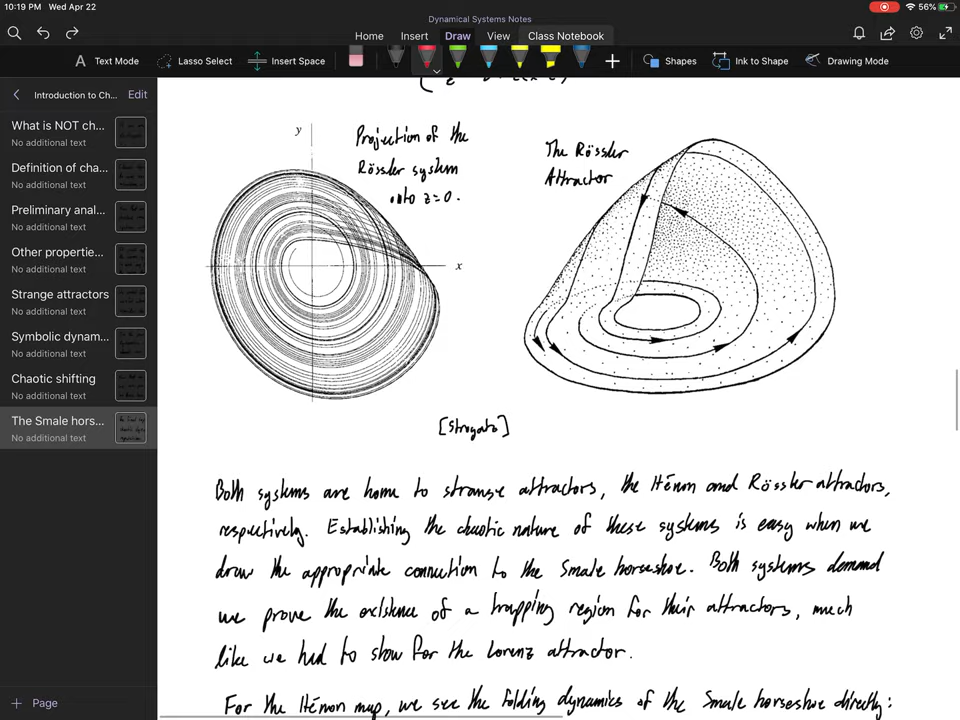 10:19 PM Wed Apr 22
56%
Dynamical Systems Notes
Home Insert Draw View Class Notebook
Text Mode Lasso Select Insert Space Shapes Ink to Shape Drawing Mode
Introduction to Ch... Edit
What is NOT ch...
No additional text
Definition of cha...
No additional text
Preliminary anal...
No additional text
Other propertie...
No additional text
Strange attractors
No additional text
Symbolic dynam...
No additional text
Chaotic shifting
No additional text
The Smale hors...
No additional text
Page
y
x
Projection of the
Rössler system
onto z=0.
The Rössler
Attractor
[Strogatz]
Both systems are home to strange attractors, the Hénon and Rössler attractors,
respectively. Establishing the chaotic nature of these systems is easy when we
draw the appropriate connection to the Smale horseshoe. Both systems demand
we prove the existence of a trapping region for their attractors, much
like we had to show for the Lorenz attractor.
For the Hénon map, we see the folding dynamics of the Smale horseshoe directly: